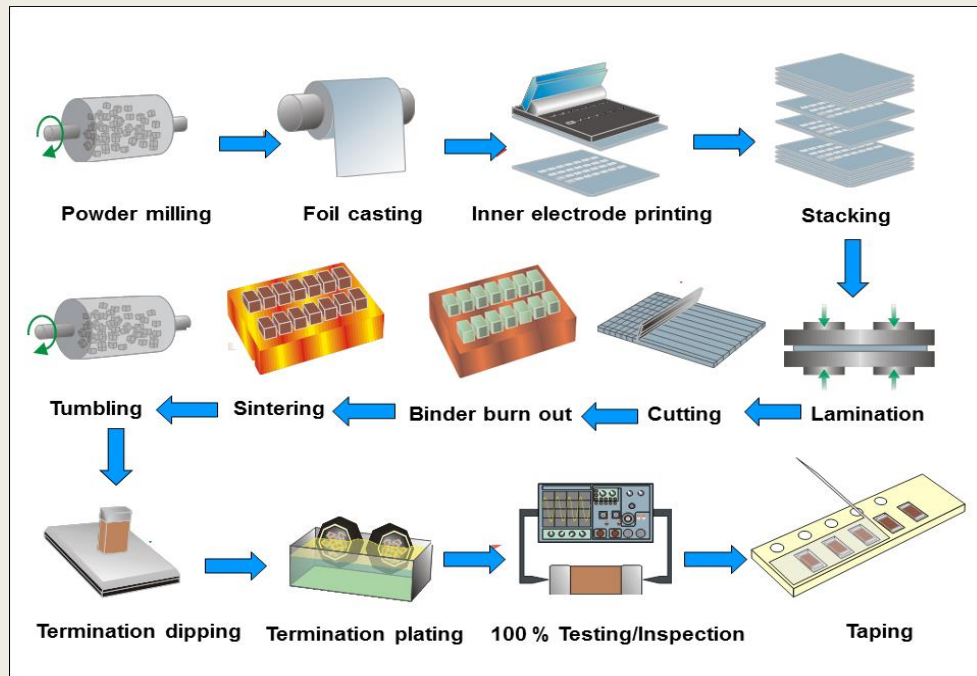 Powder milling
Foil casting
Inner electrode printing
Stacking
Lamination
Cutting
Binder burn out
Sintering
Tumbling
Termination dipping
Termination plating
100 % Testing/Inspection
Taping